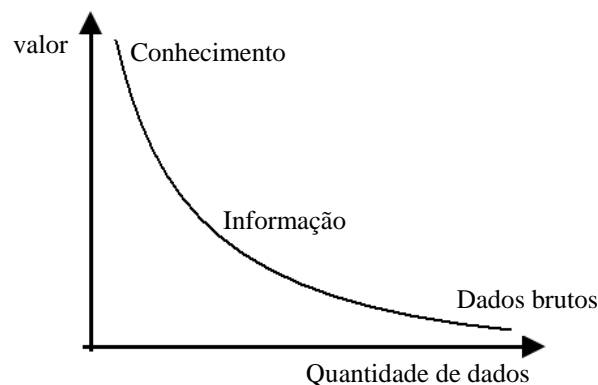 valor
Conhecimento
Informação
Dados brutos
Quantidade de dados